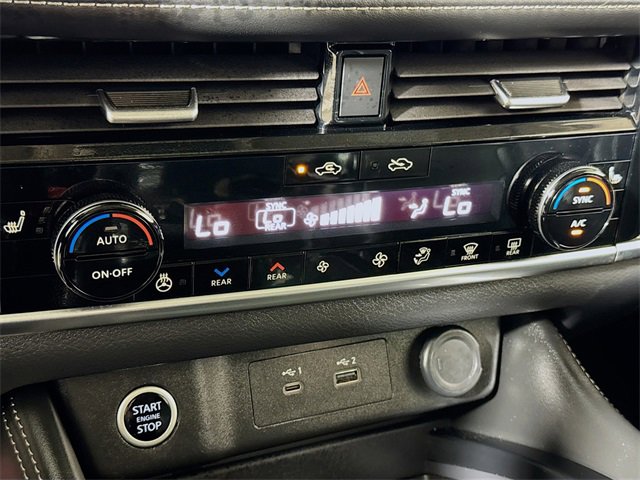 SYNC
SYNC
Lo
Lo
REAR
Lo
SYNC
A/C
AUTO
ON·OFF
REAR
REAR
FRONT
REAR
1
2
START
ENGINE
STOP